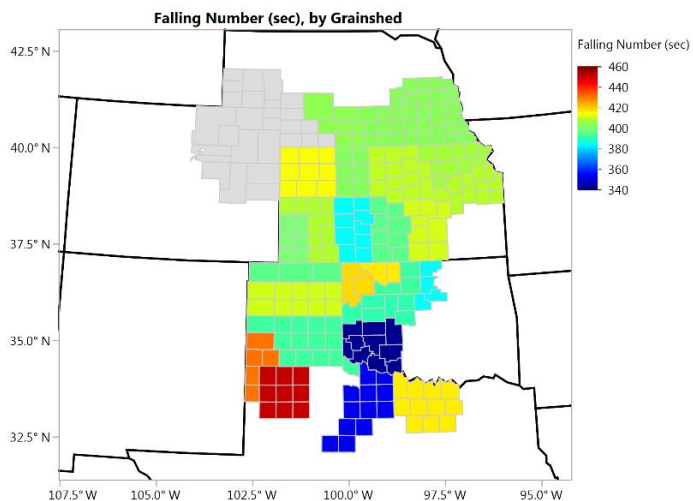 Falling Number (sec), by Grainshed
42.5° N
40.0° N
37.5° N
35.0° N
32.5° N
107.5° W 105.0° W 102.5° W 100.0° W 97.5° W 95.0° W
Falling Number (sec)
460
440
420
400
380
360
340